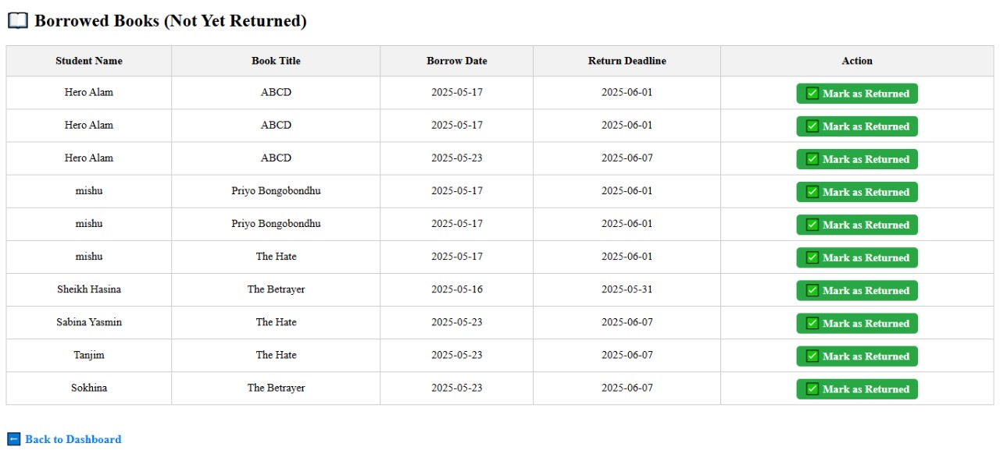 Borrowed Books (Not Yet Returned)
Student Name Book Title Borrow Date Return Deadline Action
Hero Alam ABCD 2025-05-17 2025-06-01 Mark as Returned
Hero Alam ABCD 2025-05-17 2025-06-01 Mark as Returned
Hero Alam ABCD 2025-05-23 2025-06-07 Mark as Returned
mishu Priyo Bongobondhu 2025-05-17 2025-06-01 Mark as Returned
mishu Priyo Bongobondhu 2025-05-17 2025-06-01 Mark as Returned
mishu The Hate 2025-05-17 2025-06-01 Mark as Returned
Sheikh Hasina The Betrayer 2025-05-16 2025-05-31 Mark as Returned
Sabina Yasmin The Hate 2025-05-23 2025-06-07 Mark as Returned
Tanjim The Hate 2025-05-23 2025-06-07 Mark as Returned
Sokhina The Betrayer 2025-05-23 2025-06-07 Mark as Returned
Back to Dashboard